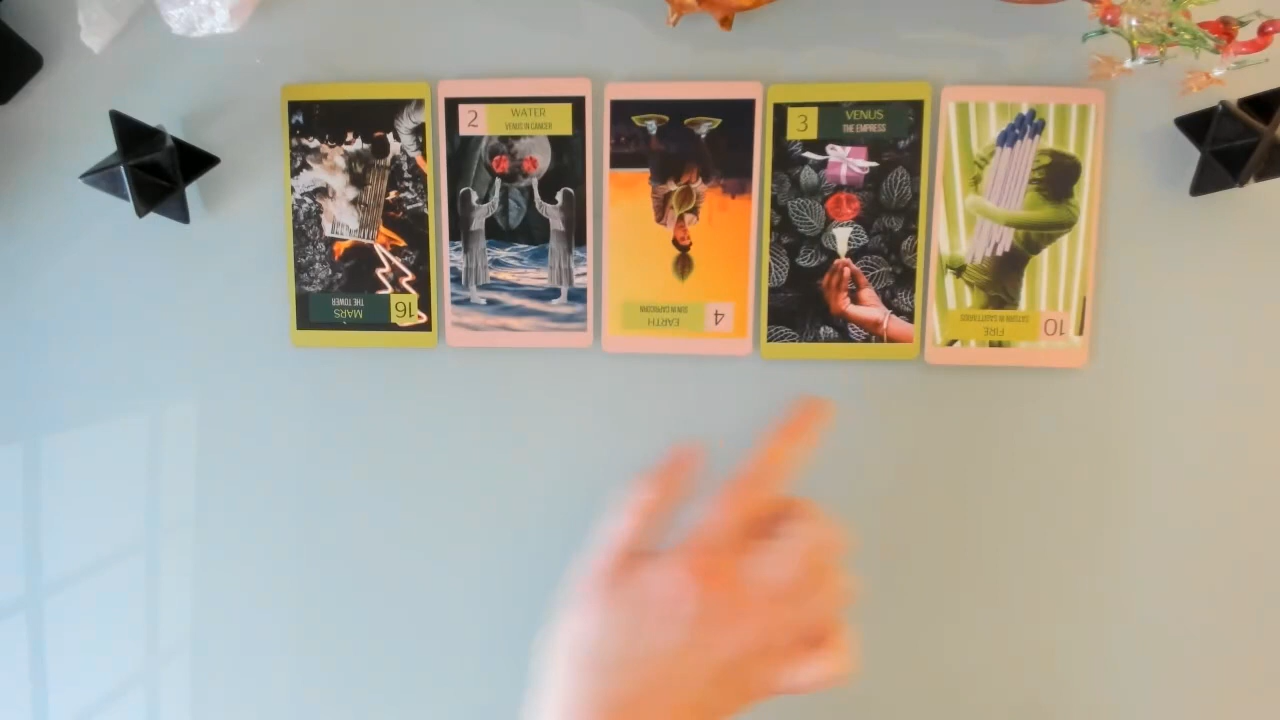 16
MARS
THE TOWER
2
WATER
VENUS IN CANCER
4
EARTH
SUN IN CAPRICORN
3
VENUS
THE EMPRESS
10
FIRE
SATURN IN SAGITTARIUS